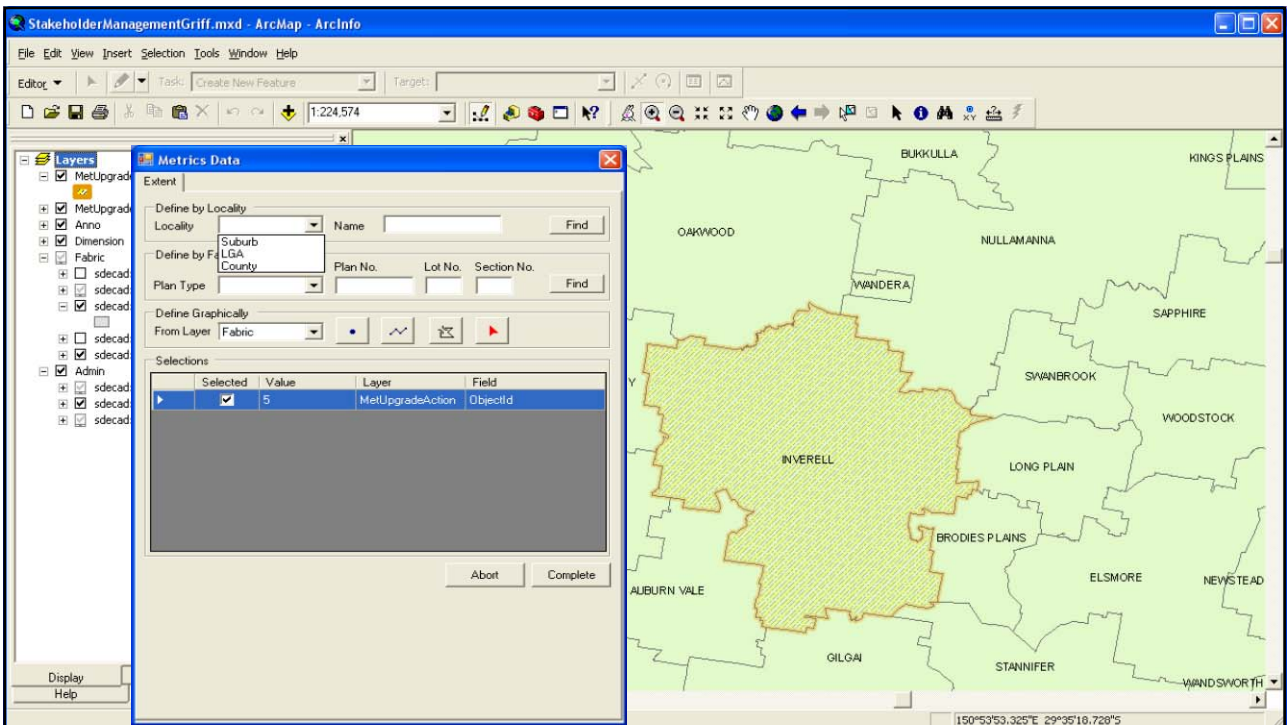 StakeholderManagementGriff.mxd - ArcMap - ArcInfo
File Edit View Insert Selection Tools Window Help
Editor Task: Create New Feature Target:
1:224,574
Layers
MetUpgrade
MetUpgrade
Anno
Dimension
Fabric
sdecad
sdecad
sdecad
sdecad
sdecad
Admin
sdecad
sdecad
sdecad
Display
Help
Metrics Data
Extent
Define by Locality
Locality Name Find
Suburb
LGA
County
Define by Fa
Plan No. Lot No. Section No.
Plan Type Find
Define Graphically
From Layer Fabric
Selections
Selected Value Layer Field
5 MetUpgradeAction ObjectId
Abort Complete
BUKKULLA
KINGS PLAINS
OAKWOOD
NULLAMANNA
WANDERA
SAPPHIRE
SWANBROOK
Y
WOODSTOCK
INVERELL
LONG PLAIN
BRODIES PLAINS
ELSMORE
NEWSTEAD
AUBURN VALE
GILGAI
STANNIFER
WANDSWORTH
150°53'53.325"E 29°35'18.728"S